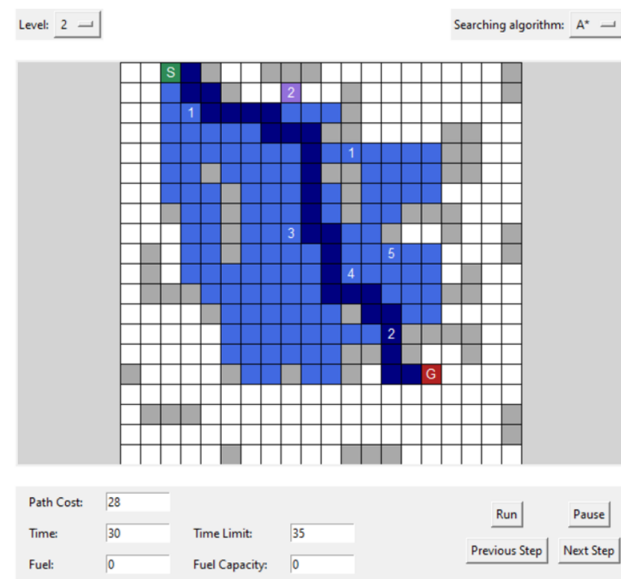 Level: 2 Searching algorithm: A*
S
2
1
1
3
5
4
2
G
Path Cost: 28
Run Pause
Time: 30 Time Limit: 35
Previous Step Next Step
Fuel: 0 Fuel Capacity: 0